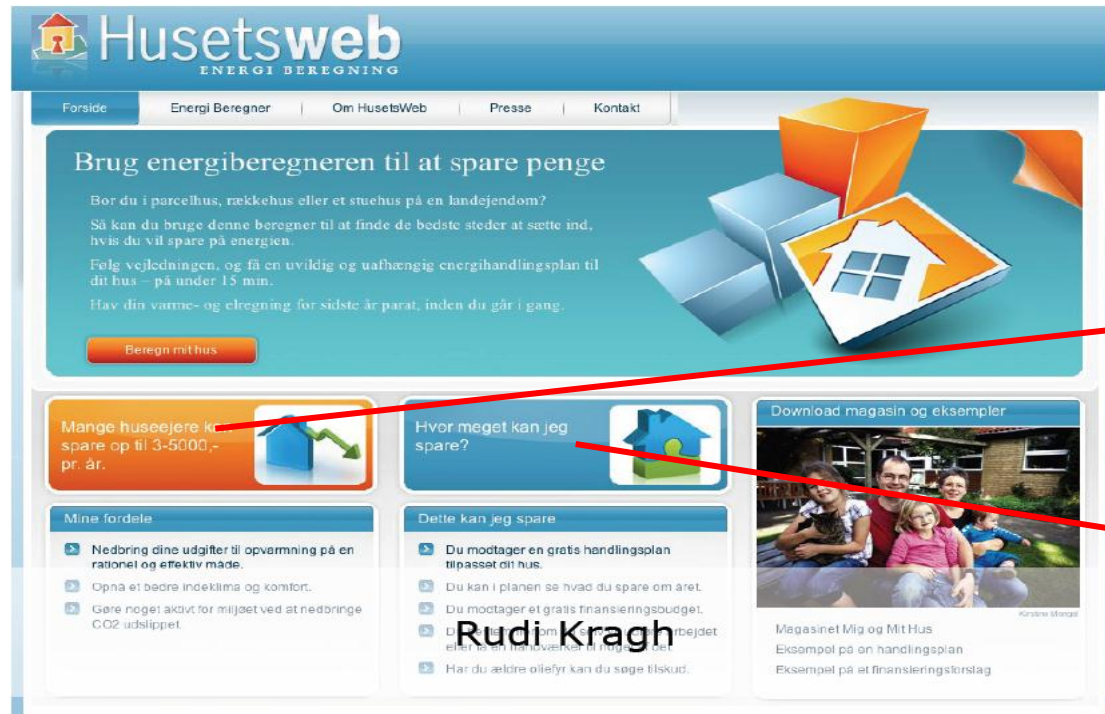 Husetsweb
ENERGI BEREGNING
Forside Energi Beregner Om HusetsWeb Presse Kontakt
Brug energiberegneren til at spare penge
Bor du i parcelhus, rækkehus eller et stuehus på en landejendom?
Så kan du bruge denne beregner til at finde de bedste steder at sætte ind,
hvis du vil spare på energien.
Følg vejledningen, og få en uvildig og uafhængig energihandlingsplan til
dit hus – på under 15 min.
Hav din varme- og elregning for sidste år parat, inden du går i gang.
Beregn mit hus
Mange huseejere kan
spare op til 3-5000,-
pr. år.
Hvor meget kan jeg
spare?
Download magasin og eksempler
Mine fordele
Nedbring dine udgifter til opvarmning på en
rationel og effektiv måde.
Opnå et bedre indeklima og komfort.
Gøre noget aktivt for miljøet ved at nedbringe
CO2 udslippet.
Dette kan jeg spare
Du modtager en gratis handlingsplan
tilpasset dit hus.
Du kan i planen se hvad du spare om året.
Du modtager et gratis finansieringsbudget.
arbejdet
Har du ældre oliefyr kan du søge tilskud.
Rudi Kragh
Magasinet Mig og Mit Hus
Eksempel på en handlingsplan
Eksempel på et finansieringsforslag